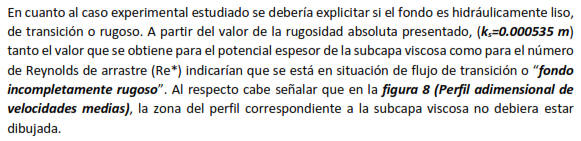 En cuanto al caso experimental estudiado se debería explicitar si el fondo es hidráulicamente liso,
de transición o rugoso. A partir del valor de la rugosidad absoluta presentado, (ks=0.000535 m)
tanto el valor que se obtiene para el potencial espesor de la subcapa viscosa como para el número
de Reynolds de arrastre (Re*) indicarían que se está en situación de flujo de transición o “fondo
incompletamente rugoso”. Al respecto cabe señalar que en la figura 8 (Perfil adimensional de
velocidades medias), la zona del perfil correspondiente a la subcapa viscosa no debiera estar
dibujada.